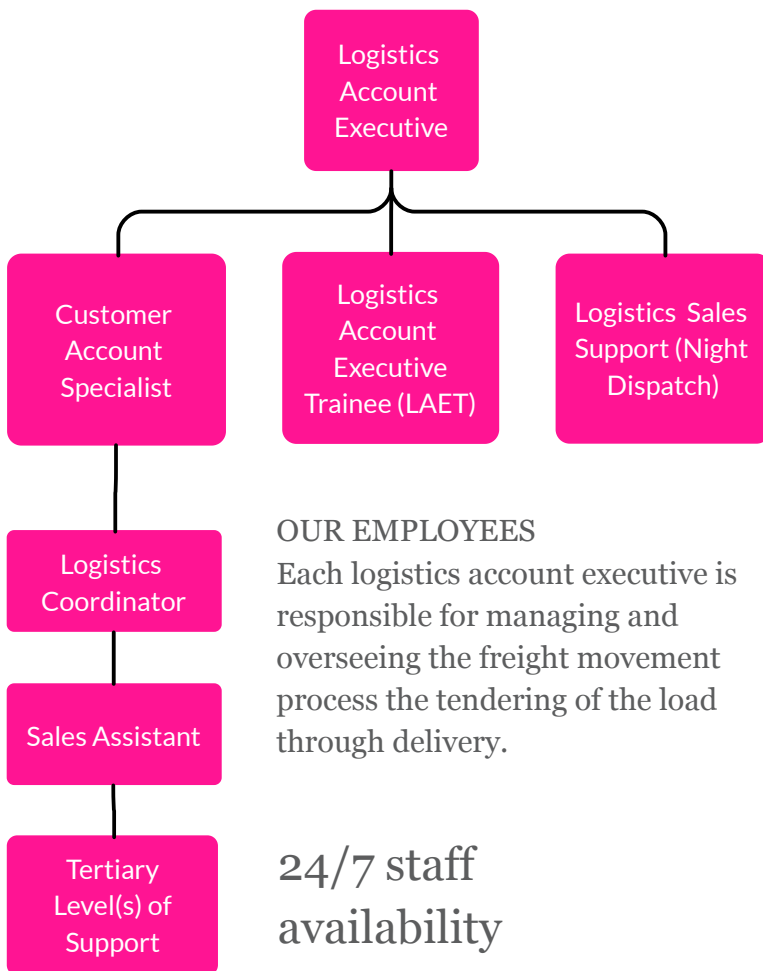 Logistics
Account
Executive
Customer
Account
Specialist
Logistics
Account
Executive
Trainee (LAET)
Logistics Sales
Support (Night
Dispatch)
Logistics
Coordinator
Sales Assistant
Tertiary
Level(s) of
Support
OUR EMPLOYEES
Each logistics account executive is
responsible for managing and
overseeing the freight movement
process the tendering of the load
through delivery.
24/7 staff
availability